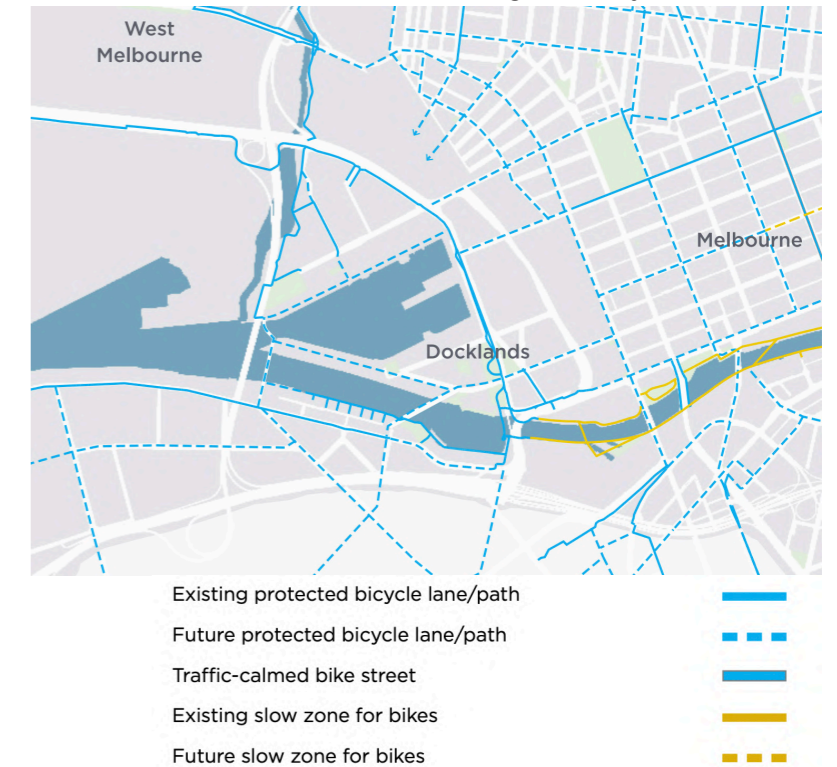 West
Melbourne
Melbourne
Docklands
Existing protected bicycle lane/path
Future protected bicycle lane/path
Traffic-calmed bike street
Existing slow zone for bikes
Future slow zone for bikes